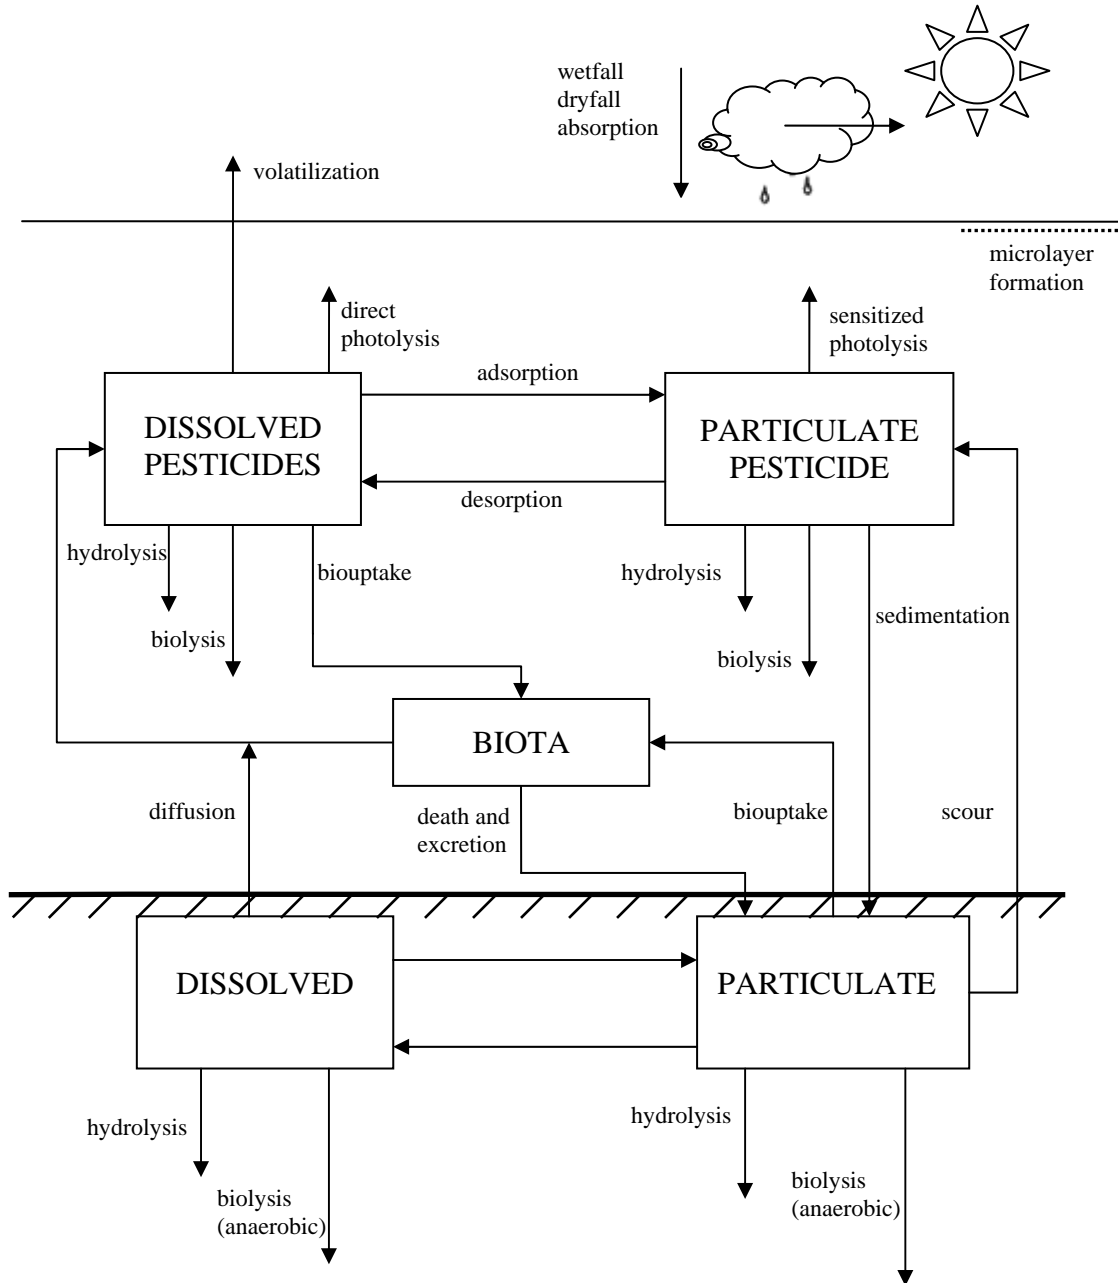 wetfall
dryfall
absorption
volatilization
microlayer
formation
direct
photolysis
sensitized
photolysis
adsorption
DISSOLVED
PESTICIDES
PARTICULATE
PESTICIDE
desorption
hydrolysis
biouptake
biolysis
hydrolysis
sedimentation
biolysis
BIOTA
diffusion
death and
excretion
biouptake
scour
DISSOLVED
PARTICULATE
hydrolysis
biolysis
(anaerobic)
hydrolysis
biolysis
(anaerobic)